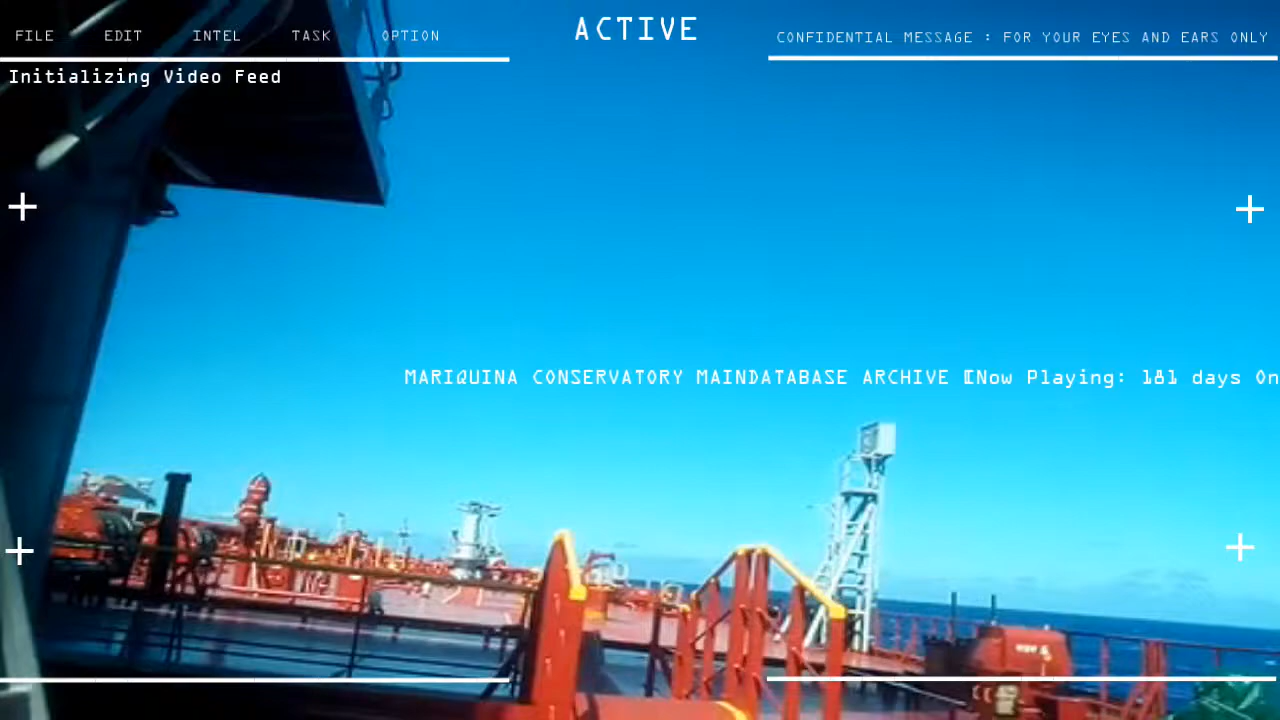 FILE EDIT INTEL TASK OPTION
ACTIVE
CONFIDENTIAL MESSAGE : FOR YOUR EYES AND EARS ONLY
Initializing Video Feed
MARIQUINA CONSERVATORY MAINDATABASE ARCHIVE Now Playing: 181 days On